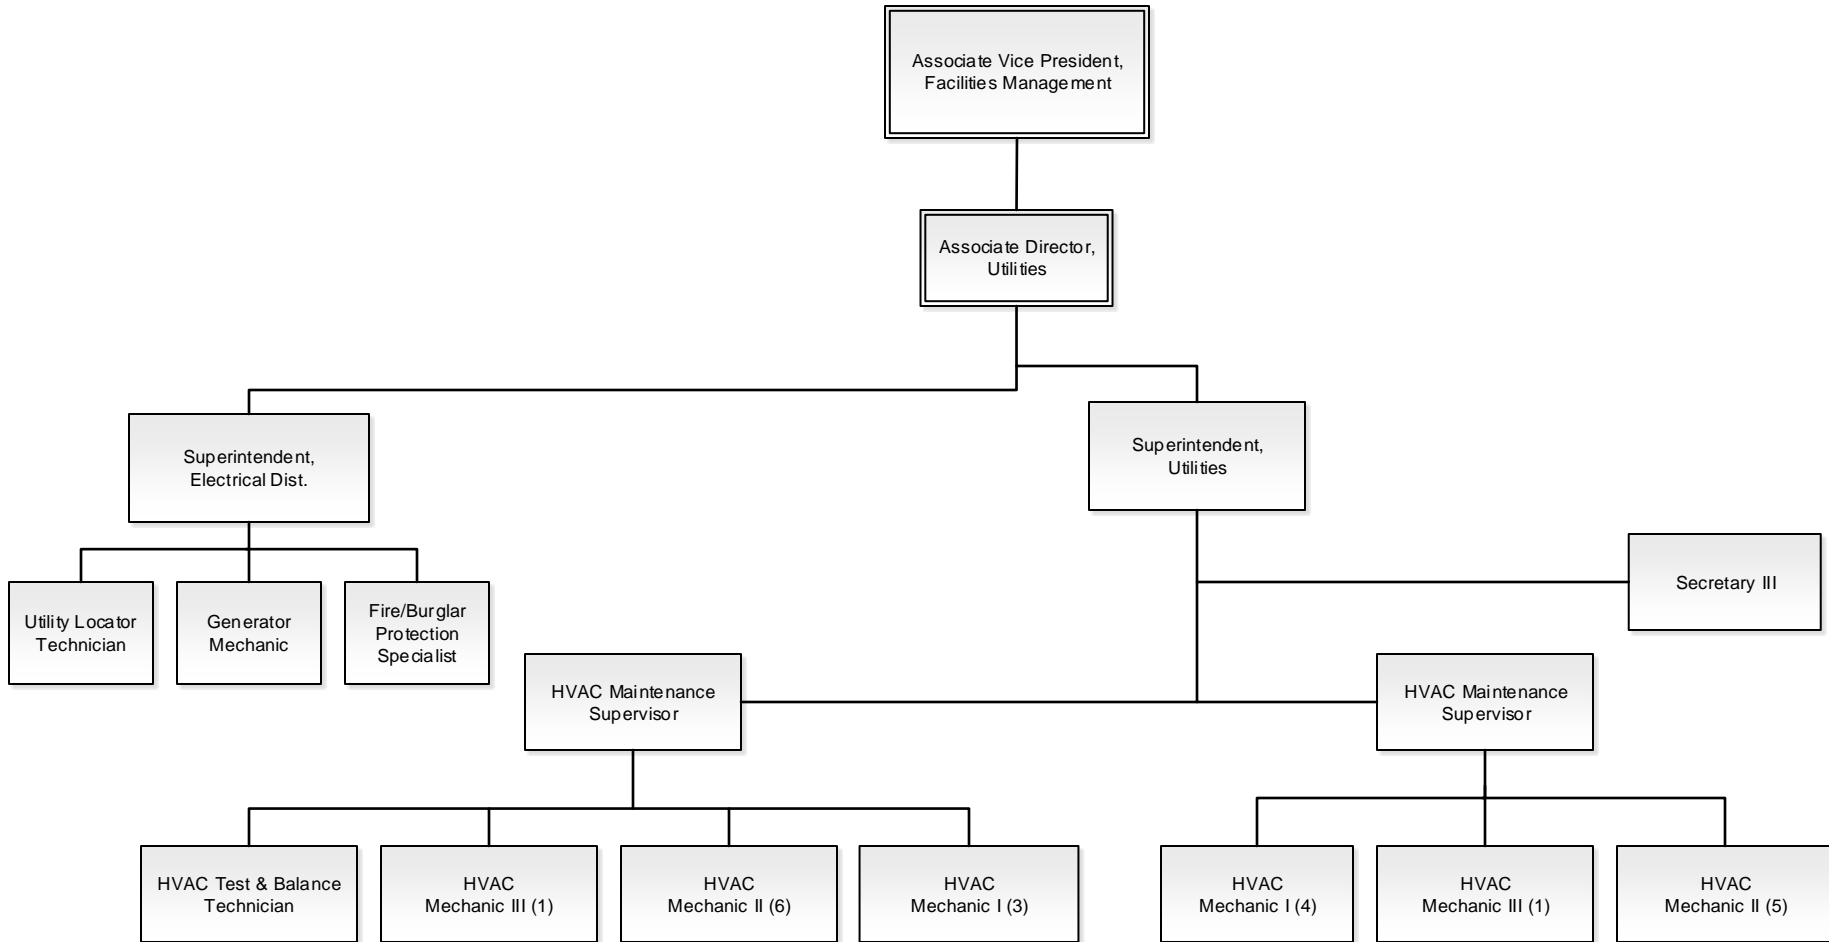 Associate Vice President,
Facilities Management
Associate Director,
Utilities
Superintendent,
Electrical Dist.
Superintendent,
Utilities
Secretary III
Utility Locator
Technician
Generator
Mechanic
Fire/Burglar
Protection
Specialist
HVAC Maintenance
Supervisor
HVAC Maintenance
Supervisor
HVAC Test & Balance
Technician
HVAC
Mechanic III (1)
HVAC
Mechanic II (6)
HVAC
Mechanic I (3)
HVAC
Mechanic I (4)
HVAC
Mechanic III (1)
HVAC
Mechanic II (5)